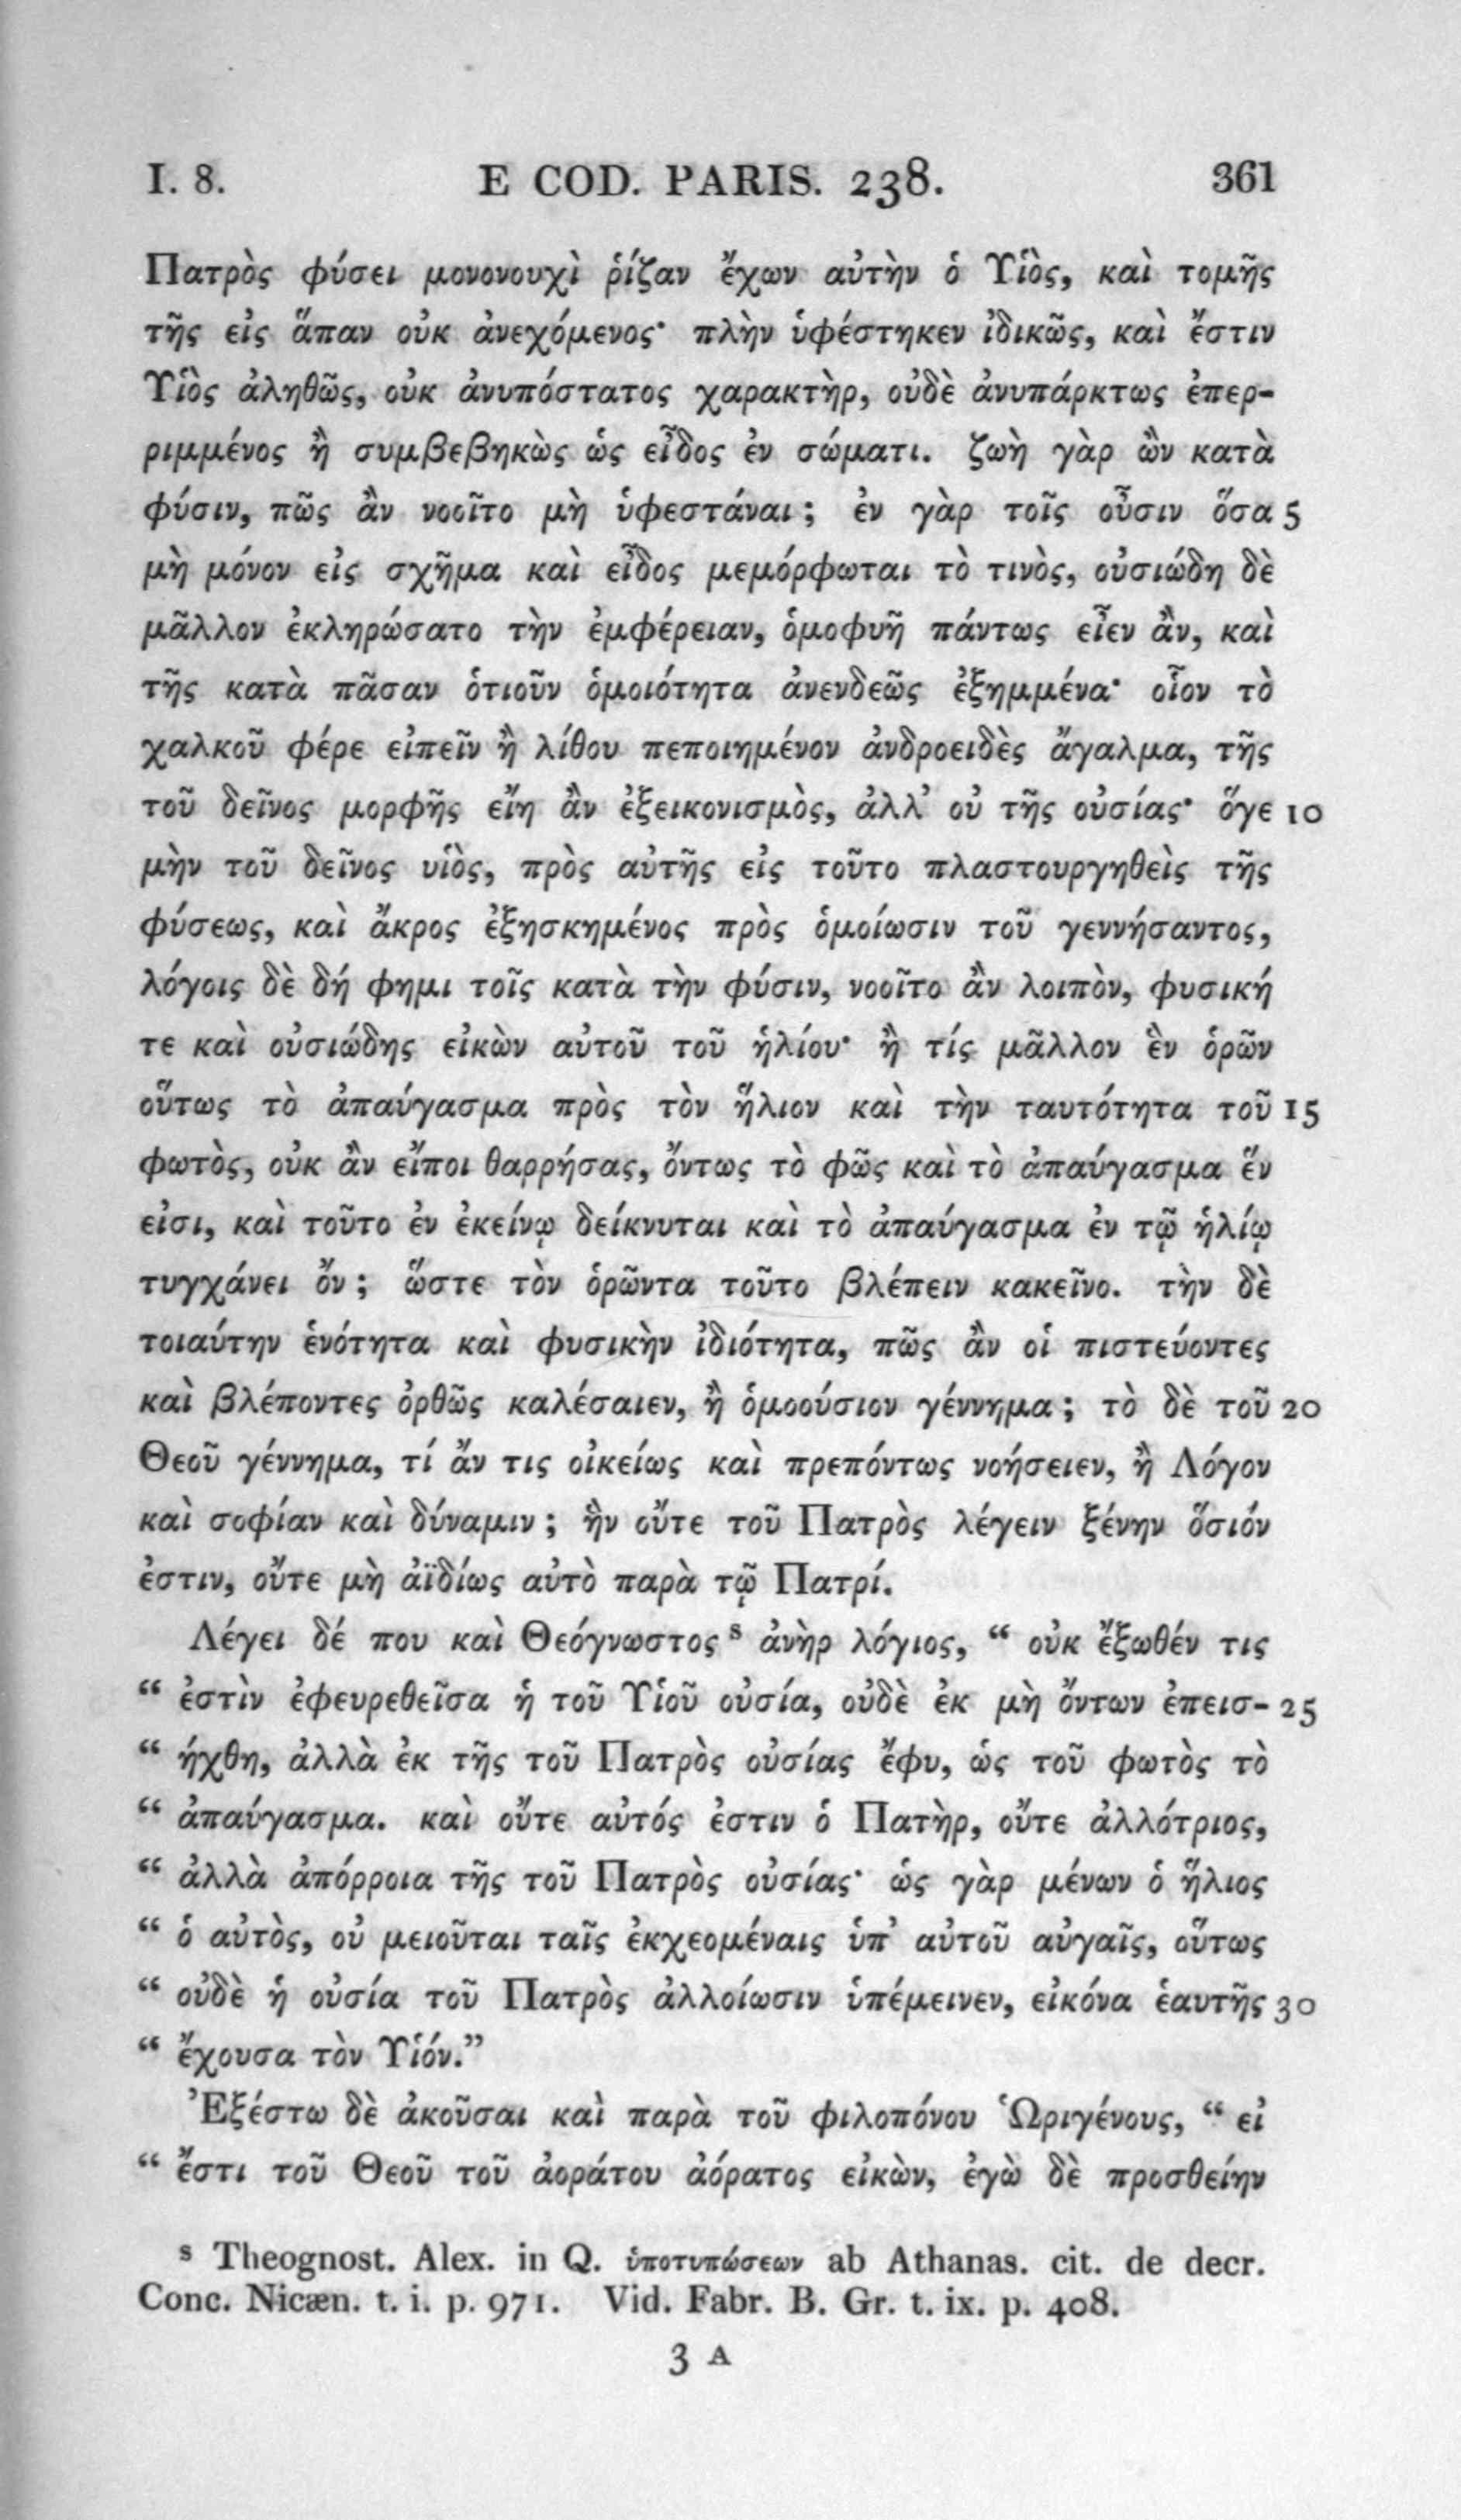 I. 8. E COD. PARIS. 238. 361
Πατρὸς φύσει μονονουχὶ ῥίζαν ἔχων αὐτὴν ὁ Υἱὸς, καὶ τομῆς
τῆς εἰς ἅπαν οὐκ ἀνεχόμενος· πλὴν ὑφέστηκεν ἰδικῶς, καὶ ἔστιν
Υἱὸς ἀληθῶς, οὐκ ἀνυπόστατος χαρακτὴρ, οὐδὲ ἀνυπάρκτως ἐπερ-
ριμμένος ἢ συμβεβηκὼς ὡς εἶδος ἐν σώματι. ζωὴ γὰρ ὢν κατὰ
φύσιν, πῶς ἂν νοοῖτο μὴ ὑφεστάναι; ἐν γὰρ τοῖς οὖσιν ὅσα 5
μὴ μόνον εἰς σχῆμα καὶ εἶδος μεμόρφωται τὸ τινὸς, οὐσιώδη δὲ
μᾶλλον ἐκληρώσατο τὴν ἐμφέρειαν, ὁμοφυῆ πάντως εἶεν ἂν, καὶ
τῆς κατὰ πᾶσαν ὁτιοῦν ὁμοιότητα ἀνενδεῶς ἐξημμένα· οἷον τὸ
χαλκοῦ φέρε εἰπεῖν ἢ λίθου πεποιημένον ἀνδροειδὲς ἄγαλμα, τῆς
τοῦ δεῖνος μορφῆς εἴη ἂν ἐξεικονισμὸς, ἀλλ' οὐ τῆς οὐσίας· ὅγε 10
μὴν τοῦ δεῖνος υἱὸς, πρὸς αὐτῆς εἰς τοῦτο πλαστουργηθεὶς τῆς
φύσεως, καὶ ἄκρος ἐξησκημένος πρὸς ὁμοίωσιν τοῦ γεννήσαντος,
λόγοις δὲ δή φημι τοῖς κατὰ τὴν φύσιν, νοοῖτο ἂν λοιπὸν, φυσική
τε καὶ οὐσιώδης εἰκὼν αὐτοῦ τοῦ ἡλίου· ἢ τίς μᾶλλον ἓν ὁρῶν
οὕτως τὸ ἀπαύγασμα πρὸς τὸν ἥλιον καὶ τὴν ταυτότητα τοῦ 15
φωτὸς, οὐκ ἂν εἴποι θαρρήσας, ὄντως τὸ φῶς καὶ τὸ ἀπαύγασμα ἕν
εἰσι, καὶ τοῦτο ἐν ἐκείνῳ δείκνυται καὶ τὸ ἀπαύγασμα ἐν τῷ ἡλίῳ
τυγχάνει ὄν; ὥστε τὸν ὁρῶντα τοῦτο βλέπειν κακεῖνο. τὴν δὲ
τοιαύτην ἑνότητα καὶ φυσικὴν ἰδιότητα, πῶς ἂν οἱ πιστεύοντες
καὶ βλέποντες ὀρθῶς καλέσαιεν, ἢ ὁμοούσιον γέννημα; τὸ δὲ τοῦ 20
Θεοῦ γέννημα, τί ἄν τις οἰκείως καὶ πρεπόντως νοήσειεν, ἢ Λόγον
καὶ σοφίαν καὶ δύναμιν; ἣν οὔτε τοῦ Πατρὸς λέγειν ξένην ὅσιόν
ἐστιν, οὔτε μὴ ἀϊδίως αὐτὸ παρὰ τῷ Πατρί.
Λέγει δέ που καὶ Θεόγνωστος s ἀνὴρ λόγιος, “ οὐκ ἔξωθέν τις
“ ἐστὶν ἐφευρεθεῖσα ἡ τοῦ Υἱοῦ οὐσία, οὐδὲ ἐκ μὴ ὄντων ἐπεισ- 25
“ ήχθη, ἀλλὰ ἐκ τῆς τοῦ Πατρὸς οὐσίας ἔφυ, ὡς τοῦ φωτὸς τὸ
“ ἀπαύγασμα. καὶ οὔτε αὐτός ἐστιν ὁ Πατὴρ, οὔτε ἀλλότριος,
“ ἀλλὰ ἀπόρροια τῆς τοῦ Πατρὸς οὐσίας· ὡς γὰρ μένων ὁ ἥλιος
“ ὁ αὐτὸς, οὐ μειοῦται ταῖς ἐκχεομέναις ὑπ' αὐτοῦ αὐγαῖς, οὕτως
“ οὐδὲ ἡ οὐσία τοῦ Πατρὸς ἀλλοίωσιν ὑπέμεινεν, εἰκόνα ἑαυτῆς 30
“ ἔχουσα τὸν Υἱόν.”
Ἐξέστω δὲ ἀκοῦσαι καὶ παρὰ τοῦ φιλοπόνου Ὡριγένους, “ εἰ
“ ἔστι τοῦ Θεοῦ τοῦ ἀοράτου ἀόρατος εἰκὼν, ἐγὼ δὲ προσθείην
s Theognost. Alex. in Q. ὑποτυπώσεων ab Athanas. cit. de decr.
Conc. Nicæn. t. i. p. 971. Vid. Fabr. B. Gr. t. ix. p. 408.
3 A